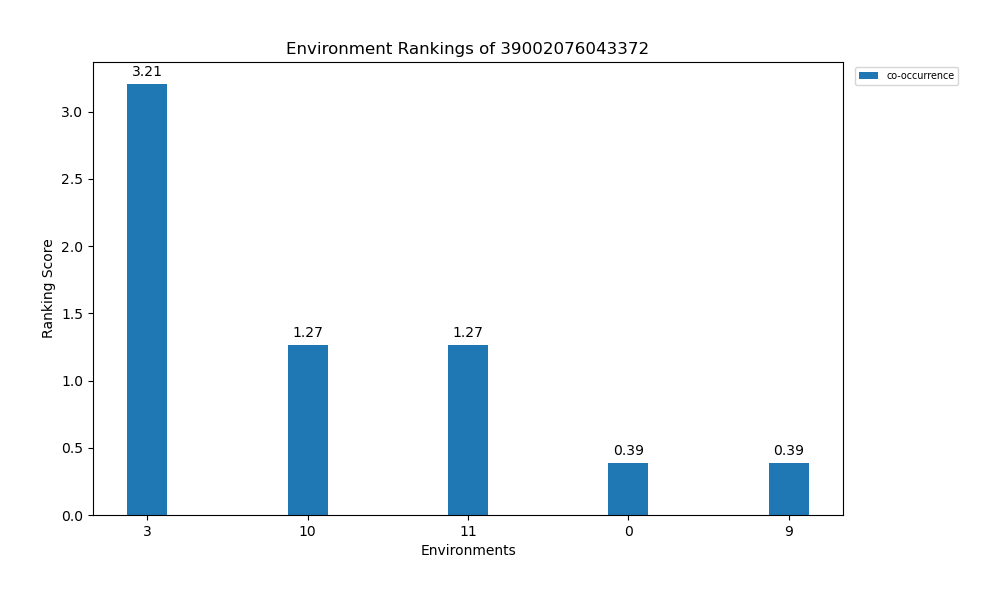 Environment Rankings of 39002076043372
co-occurrence
Ranking Score
3.0
2.5
2.0
1.5
1.0
0.5
0.0
3.21
1.27
1.27
0.39
0.39
3 10 11 0 9
Environments